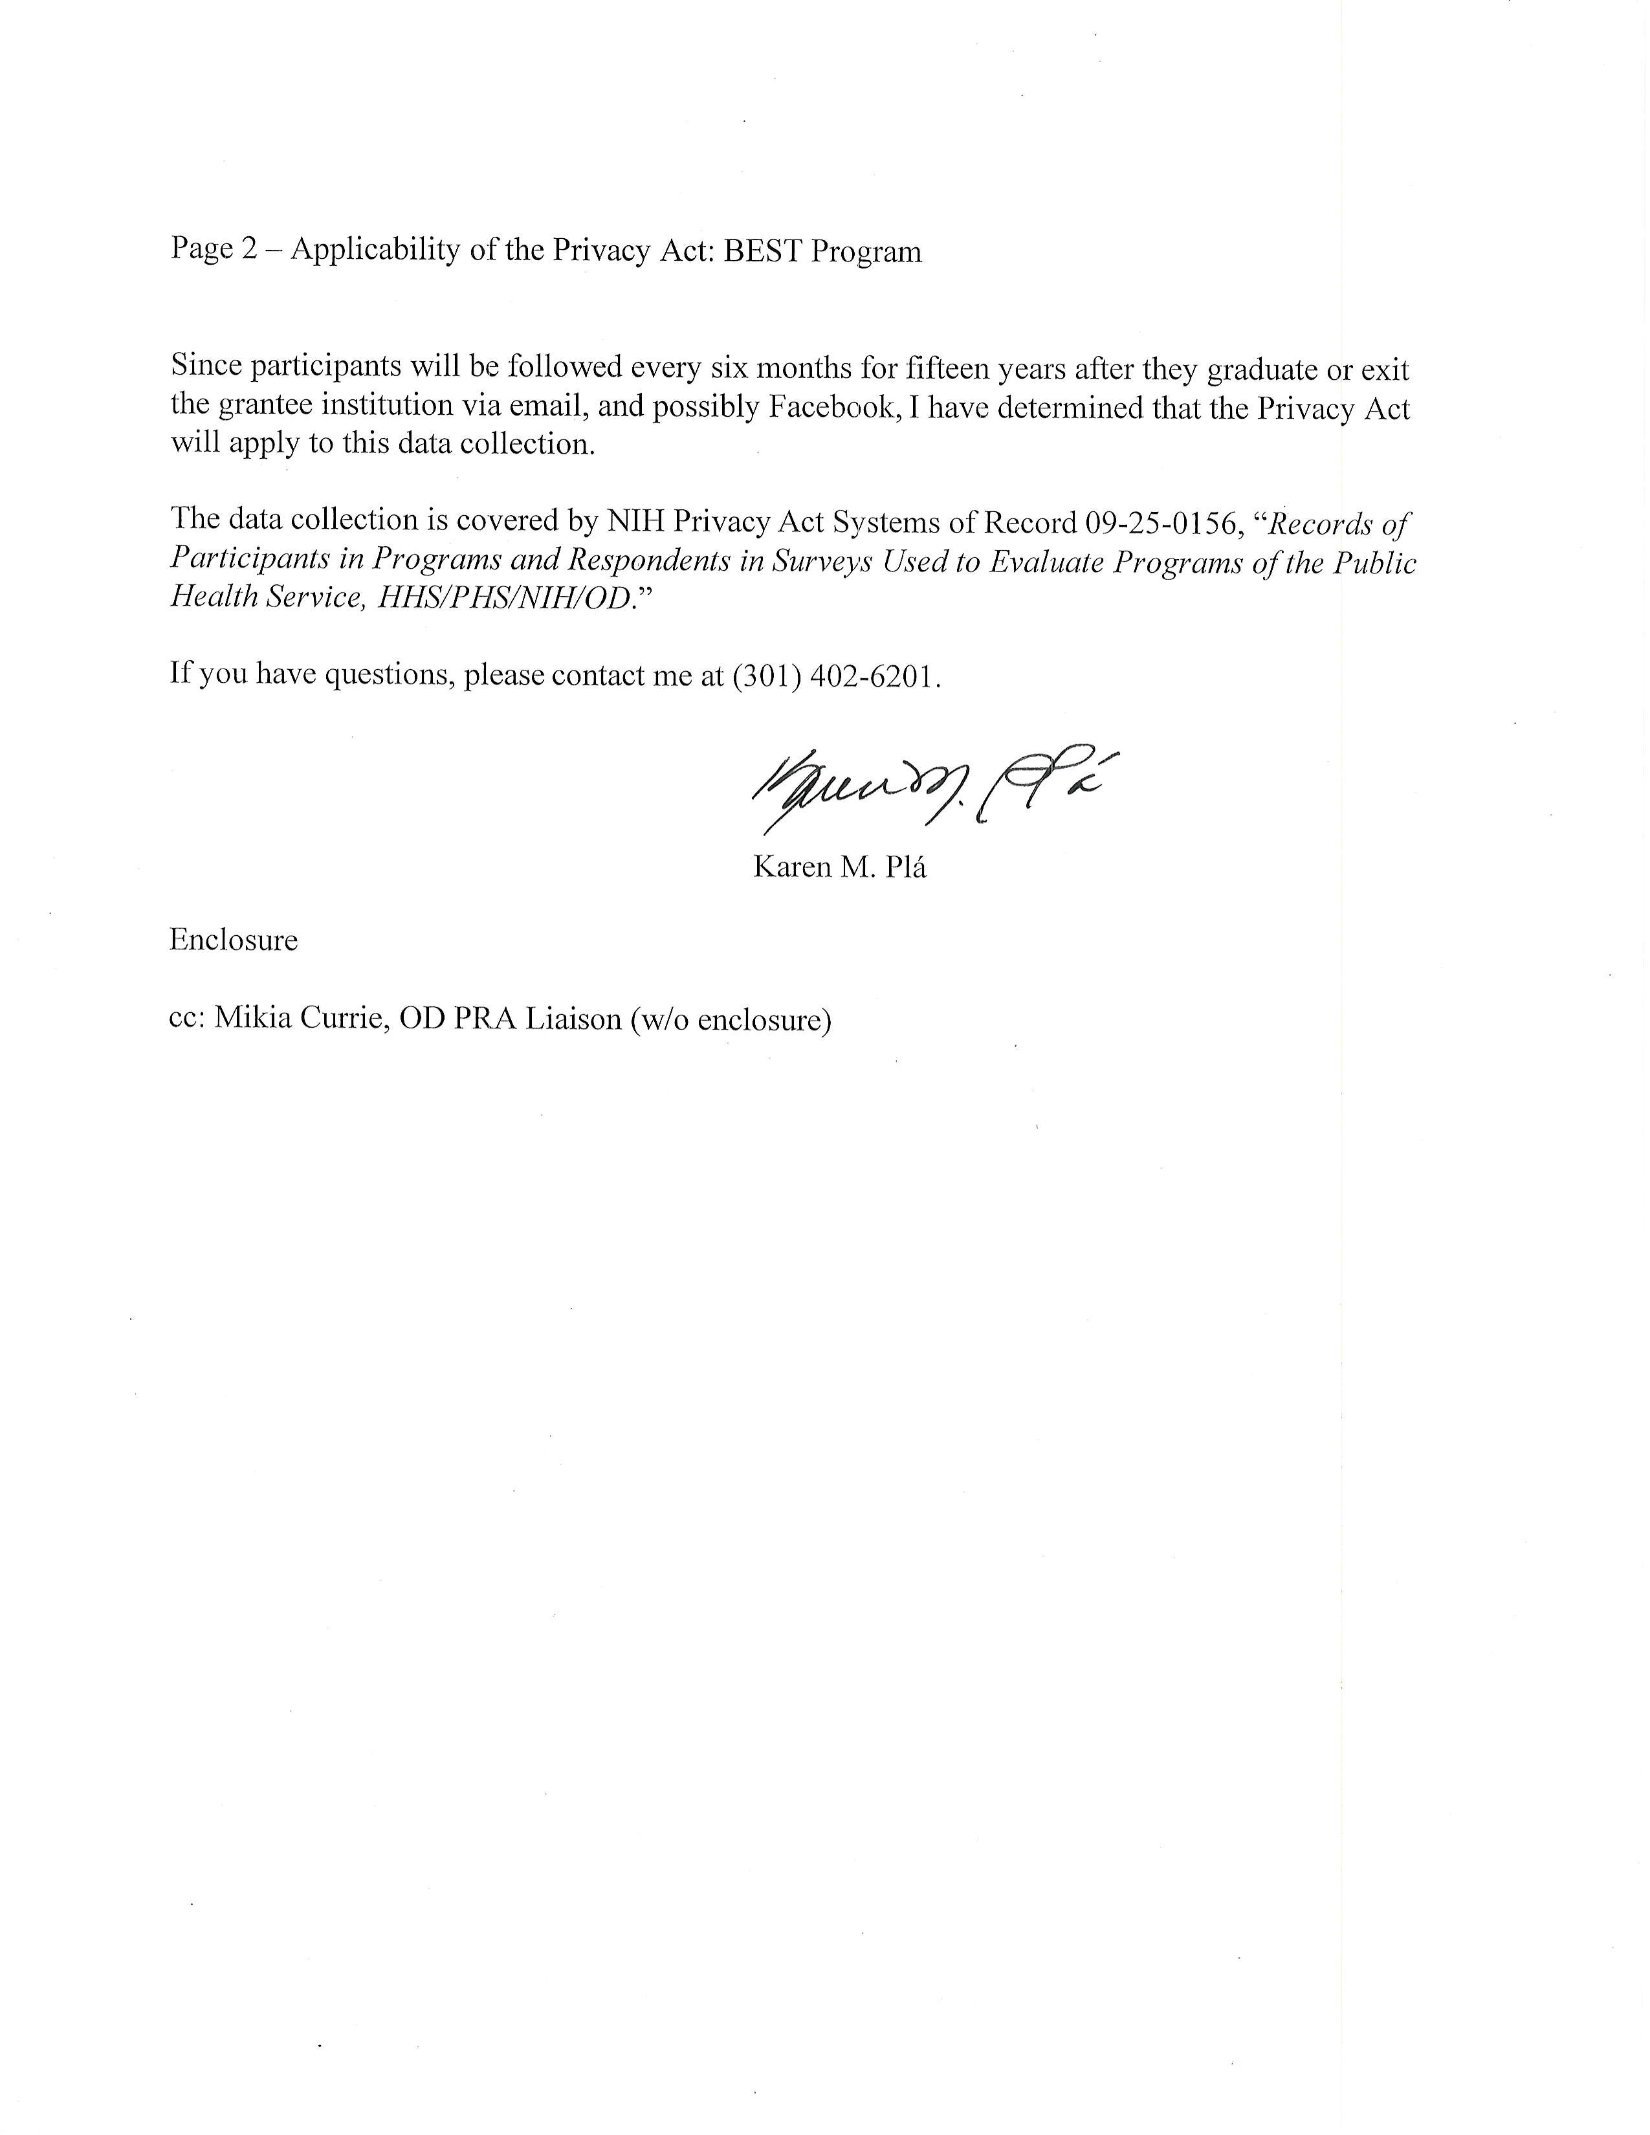 Page 2 – Applicability of the Privacy Act: BEST Program
Since participants will be followed every six months for fifteen years after they graduate or exit
the grantee institution via email, and possibly Facebook, I have determined that the Privacy Act
will apply to this data collection.
The data collection is covered by NIH Privacy Act Systems of Record 09-25-0156, “Records of
Participants in Programs and Respondents in Surveys Used to Evaluate Programs of the Public
Health Service, HHS/PHS/NIH/OD.”
If you have questions, please contact me at (301) 402-6201.
Karen M. Plá
Karen M. Plá
Enclosure
cc: Mikia Currie, OD PRA Liaison (w/o enclosure)